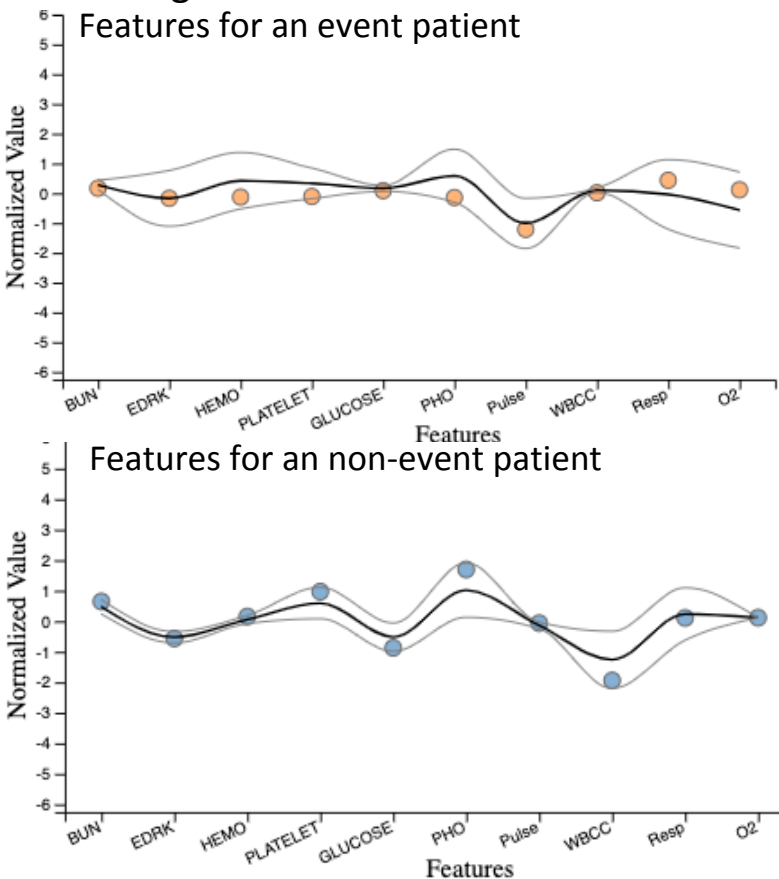 Features for an event patient
Normalized Value
6
5
4
3
2
1
0
-1
-2
-3
-4
-5
-6
BUN
EDRK
HEMO
PLATELET
GLUCOSE
PHO
Pulse
WBCC
Resp
O2
Features
Features for an non-event patient
Normalized Value
5
4
3
2
1
0
-1
-2
-3
-4
-5
-6
BUN
EDRK
HEMO
PLATELET
GLUCOSE
PHO
Pulse
WBCC
Resp
O2
Features